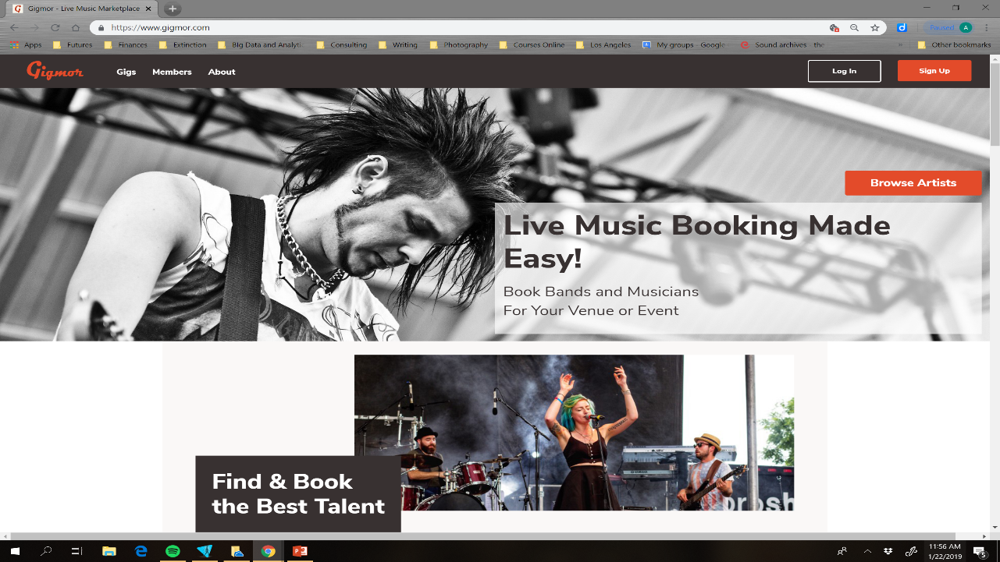 Gigmor - Live Music Marketplace
https://www.gigmor.com
Paused
A
Apps
Futures
Finances
Extinction
BIg Data and Analyti
Consulting
Writing
Photography
Courses Online
Los Angeles
My groups - Google
Sound archives - the
»
Other bookmarks
Gigmor
Gigs
Members
About
Log In
Sign Up
Browse Artists
Live Music Booking Made
Easy!
Book Bands and Musicians
For Your Venue or Event
Find & Book
the Best Talent
prosh
11:56 AM
1/22/2019
5